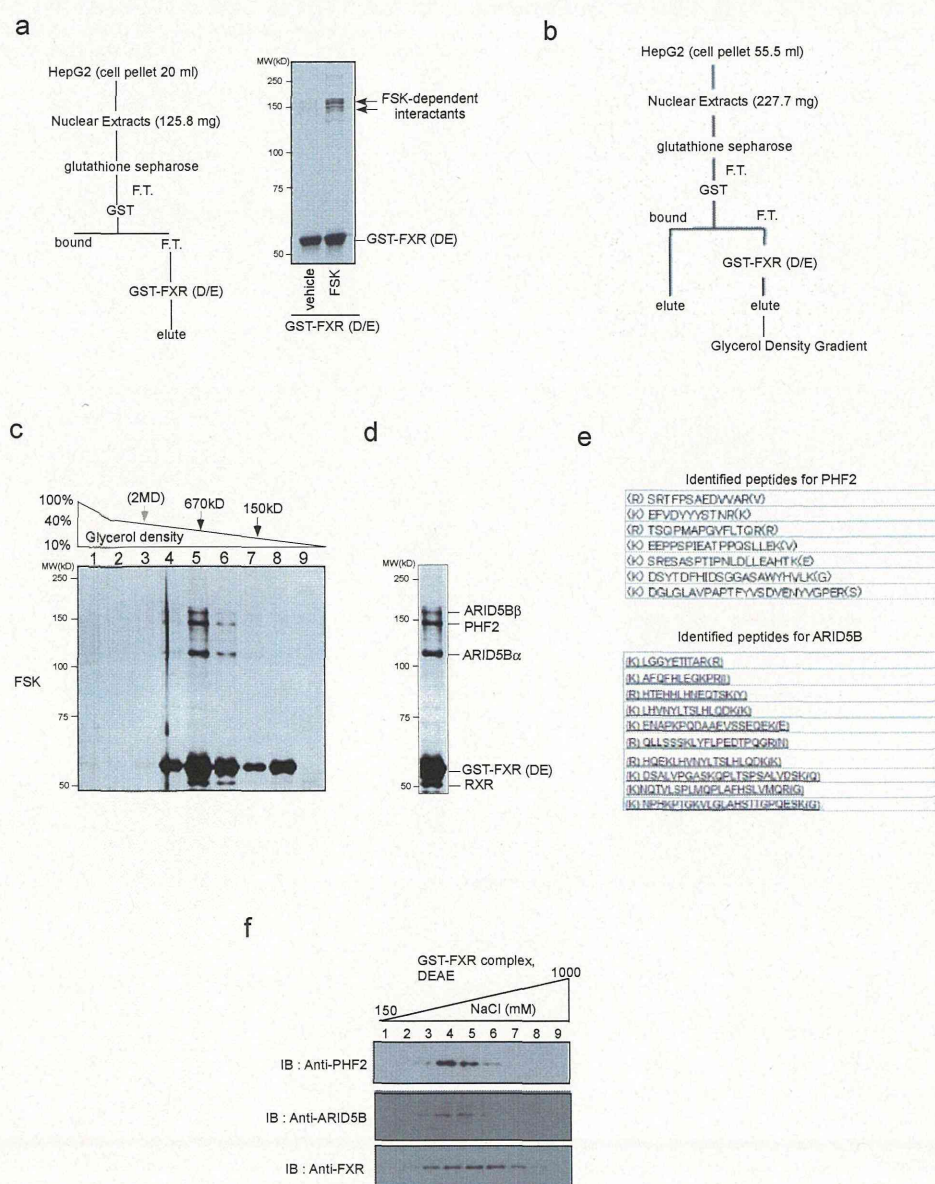 a
HepG2 (cell pellet 20 ml)
Nuclear Extracts (125.8 mg)
glutathione sepharose
F.T.
GST
bound
F.T.
GST-FXR (D/E)
elute
MW(kD)
250
150
100
75
50
FSK-dependent
interactants
GST-FXR (DE)
vehicle
FSK
GST-FXR (D/E)
b
HepG2 (cell pellet 55.5 ml)
Nuclear Extracts (227.7 mg)
glutathione sepharose
F.T.
GST
bound
F.T.
GST-FXR (D/E)
elute
elute
Glycerol Density Gradient
c
100%
40%
10%
(2MD)
670kD
150kD
Glycerol density
1 2 3 4 5 6 7 8 9
MW(kD)
250
150
100
75
50
FSK
d
MW(kD)
250
150
100
75
50
ARID5Bβ
PHF2
ARID5Bα
GST-FXR (DE)
RXR
e
Identified peptides for PHF2
(R) SRTFPSAEDVVAR(V)
(K) EFVDYYYSTNR(K)
(R) TSQPMAPGVFLTQR(R)
(K) EEPPSPIEATPPQSLLEK(V)
(K) SRESASPTIPNLDLLEAHTK(E)
(K) DSYTDFHIDSGGASAWYHVLK(G)
(K) DGLGLAVPAPTFYVSDVENYVGPER(S)
Identified peptides for ARID5B
(K) LGGYETITAR(R)
(K) AFQFHLEGKPR(I)
(R) HTEHHLHNEQTSK(Y)
(K) LHVNYLTSLHLQDK(K)
(K) ENAPKPQDAAEVSSEQEK(E)
(R) QLLSSSKLYFLPEDTPQGR(N)
(R) HQEKLHVNYLTSLHLQDK(K)
(K) DSALVPGASKQPLTSPSALVDSK(Q)
(K)NQTVLSPLMQPLAFHSLVMQR(G)
(K) NPHKPTGKVLGLAHSTTGPQESK(G)
f
GST-FXR complex,
DEAE
1000
150
NaCl (mM)
1 2 3 4 5 6 7 8 9
IB : Anti-PHF2
IB : Anti-ARID5B
IB : Anti-FXR